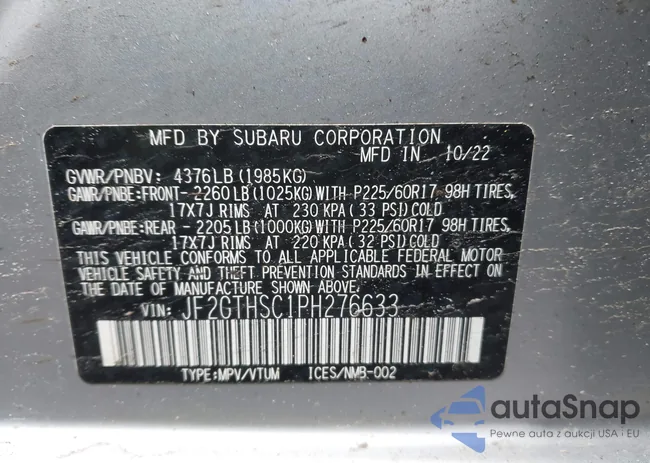 MFD BY SUBARU CORPORATION
MFD IN 10/22
GVWR/PNBV: 4376LB(1985KG)
GAWR/PNBE:FRONT- 2260LB(1025KG)WITH P225/60R17 98H TIRES,
17X7J RIMS AT 230 KPA(33 PSI)COLD
GAWR/PNBE:REAR - 2205LB(1000KG)WITH P225/60R17 98H TIRES,
17X7J RIMS AT 220 KPA(32 PSI)COLD
THIS VEHICLE CONFORMS TO ALL APPLICABLE FEDERAL MOTOR
VEHICLE SAFETY AND THEFT PREVENTION STANDARDS IN EFFECT
ON THE DATE OF MANUFACTURE SHOWN ABOVE.
VIN: JF2GTHSC1PH276633
TYPE:MPV/VTUM ICES/NMB-002
autaSnap
Pewne auta z aukcji USA i EU